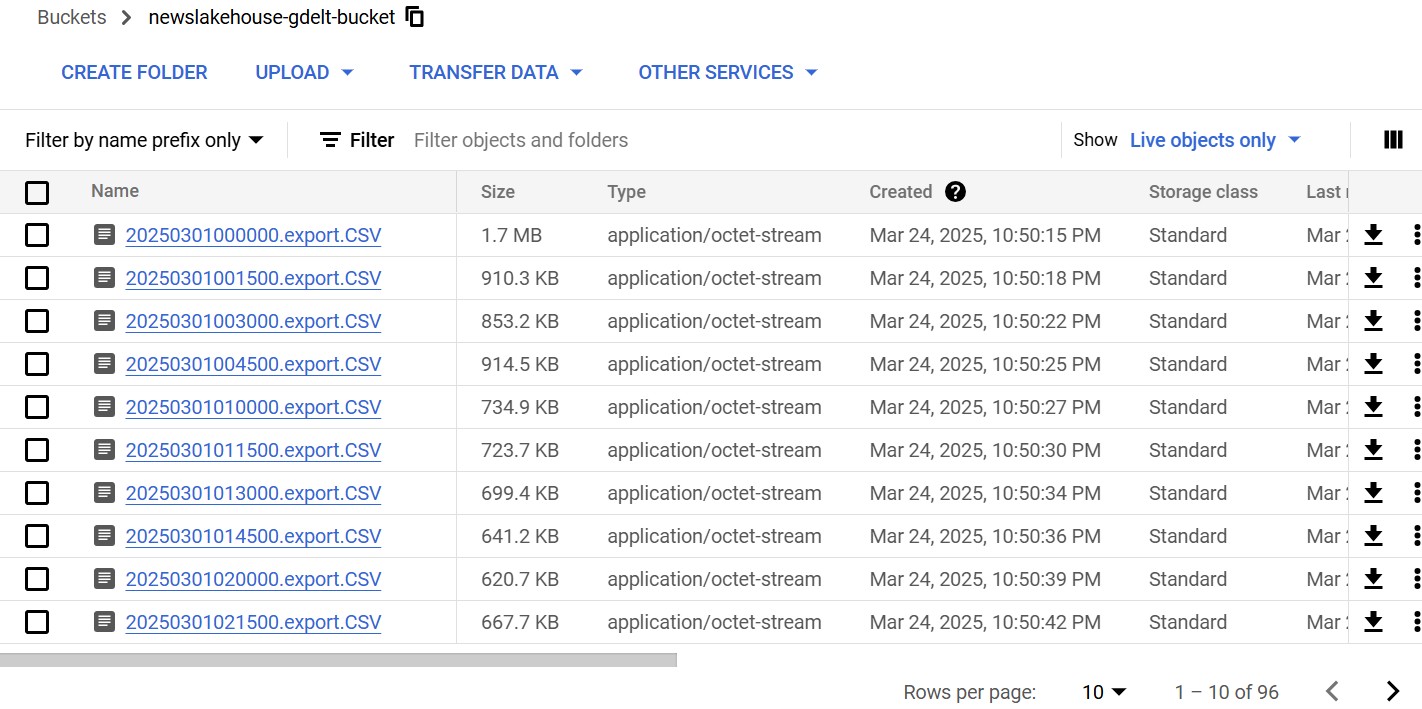 Buckets > newslakehouse-gdelt-bucket
CREATE FOLDER UPLOAD TRANSFER DATA OTHER SERVICES
Filter by name prefix only Filter Filter objects and folders Show Live objects only
Name Size Type Created ? Storage class Last
20250301000000.export.CSV 1.7 MB application/octet-stream Mar 24, 2025, 10:50:15 PM Standard Mar
20250301001500.export.CSV 910.3 KB application/octet-stream Mar 24, 2025, 10:50:18 PM Standard Mar
20250301003000.export.CSV 853.2 KB application/octet-stream Mar 24, 2025, 10:50:22 PM Standard Mar
20250301004500.export.CSV 914.5 KB application/octet-stream Mar 24, 2025, 10:50:25 PM Standard Mar
20250301010000.export.CSV 734.9 KB application/octet-stream Mar 24, 2025, 10:50:27 PM Standard Mar
20250301011500.export.CSV 723.7 KB application/octet-stream Mar 24, 2025, 10:50:30 PM Standard Mar
20250301013000.export.CSV 699.4 KB application/octet-stream Mar 24, 2025, 10:50:34 PM Standard Mar
20250301014500.export.CSV 641.2 KB application/octet-stream Mar 24, 2025, 10:50:36 PM Standard Mar
20250301020000.export.CSV 620.7 KB application/octet-stream Mar 24, 2025, 10:50:39 PM Standard Mar
20250301021500.export.CSV 667.7 KB application/octet-stream Mar 24, 2025, 10:50:42 PM Standard Mar
Rows per page: 10 1 – 10 of 96